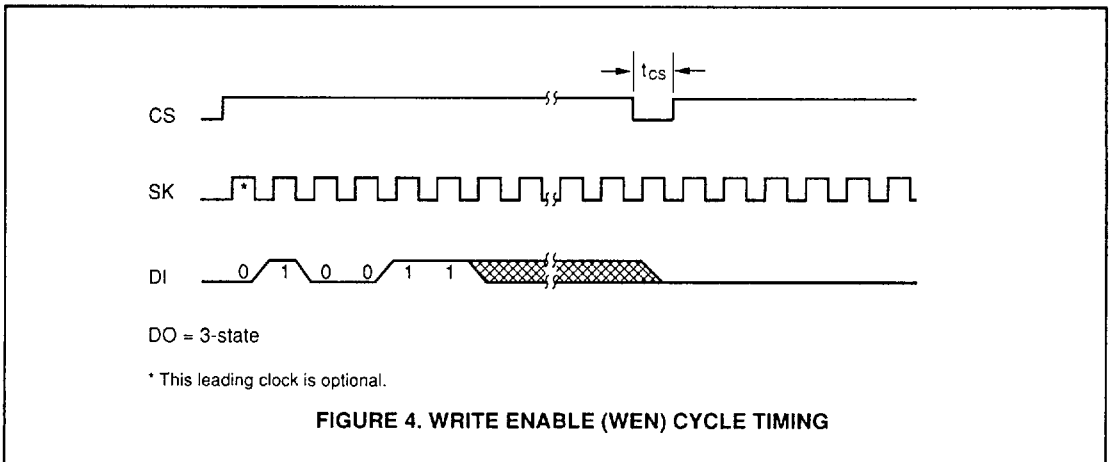 tCS
CS
SK *
DI 0 1 0 0 1 1
DO = 3-state
* This leading clock is optional.
FIGURE 4. WRITE ENABLE (WEN) CYCLE TIMING